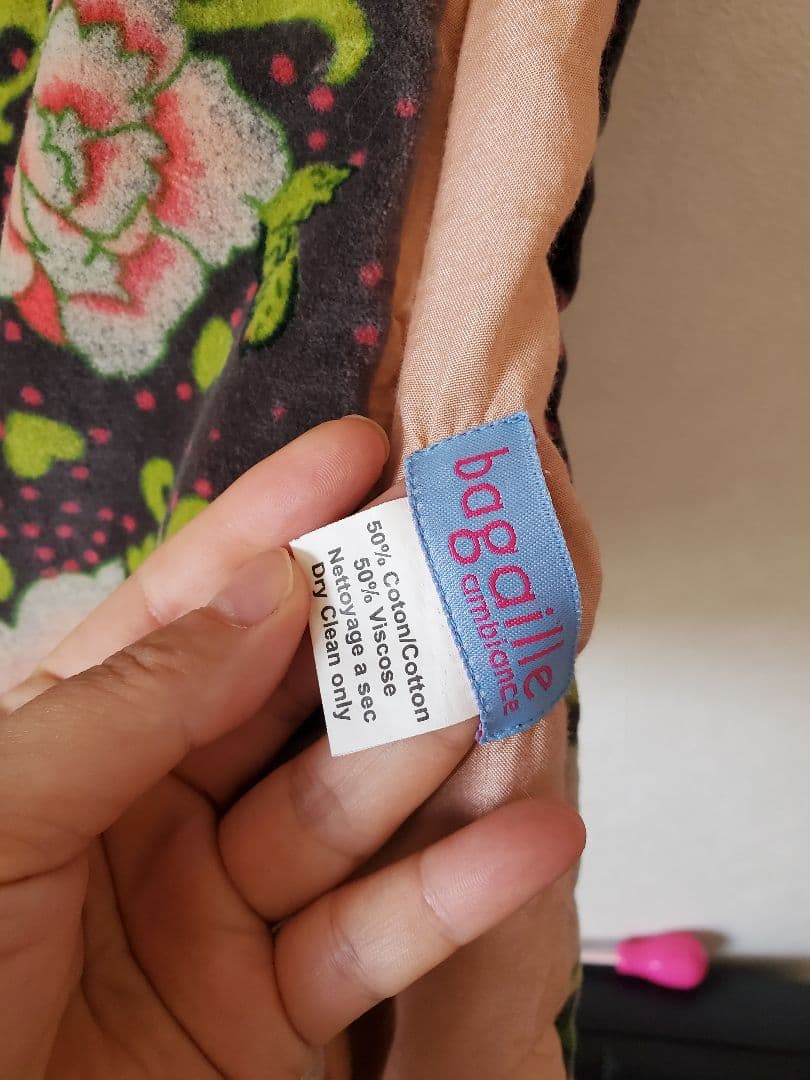 bagaille
ambiance
50% Coton/Cotton
50% Viscose
Nettoyage a sec
Dry Clean only